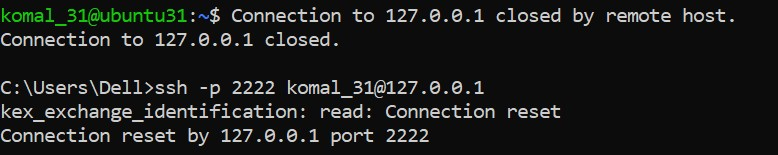 komal_31@ubuntu31:~$ Connection to 127.0.0.1 closed by remote host.
Connection to 127.0.0.1 closed.
C:\Users\Dell>ssh -p 2222 komal_31@127.0.0.1
kex_exchange_identification: read: Connection reset
Connection reset by 127.0.0.1 port 2222